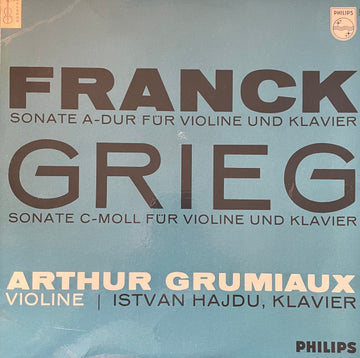 PHILIPS
FRANCK
SONATE A-DUR FÜR VIOLINE UND KLAVIER
GRIEG
SONATE C-MOLL FÜR VIOLINE UND KLAVIER
ARTHUR GRUMIAUX
VIOLINE | ISTVAN HAJDU, KLAVIER
PHILIPS